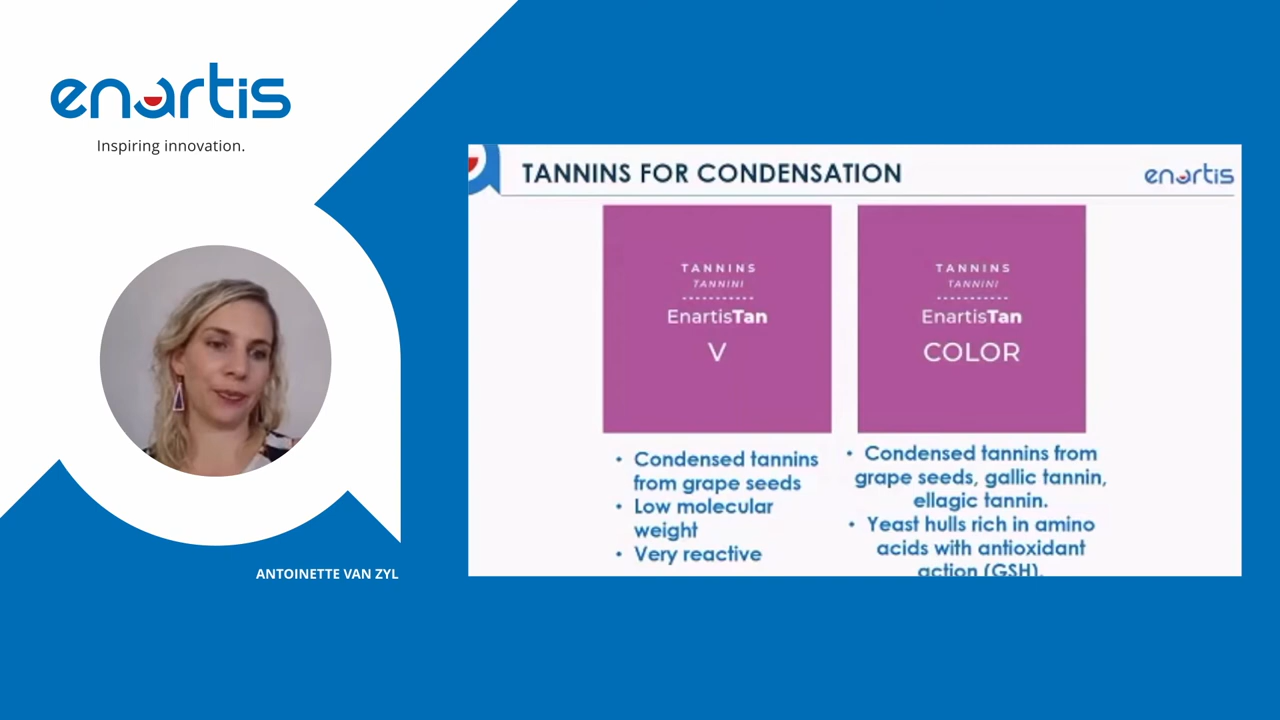 enartis
Inspiring innovation.
ANTOINETTE VAN ZYL
TANNINS FOR CONDENSATION
enartis
TANNINS
TANNINI
EnartisTan
V
• Condensed tannins
from grape seeds
• Low molecular
weight
• Very reactive
TANNINS
TANNINI
EnartisTan
COLOR
• Condensed tannins from
grape seeds, gallic tannin,
ellagic tannin.
• Yeast hulls rich in amino
acids with antioxidant
action (GSH).